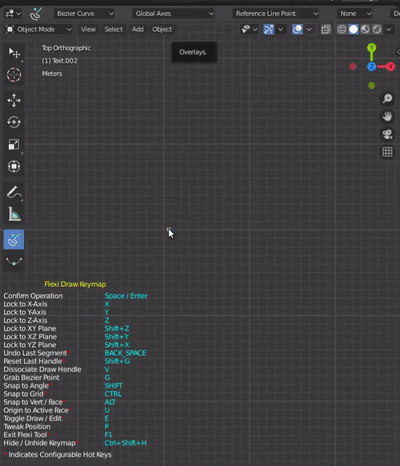 Bezier Curve Global Axes Reference Line Point None
Object Mode View Select Add Object
Top Orthographic
(1) Text.002
Meters
Overlays.
Y
X
Z
Flexi Draw Keymap
Confirm Operation Space / Enter
Lock to X-Axis X
Lock to Y-Axis Y
Lock to Z-Axis Z
Lock to XY Plane Shift+Z
Lock to XZ Plane Shift+Y
Lock to YZ Plane Shift+X
Undo Last Segment BACK_SPACE
Reset Last Handle* Shift+G
Dissociate Draw Handle V
Grab Bezier Point G
Snap to Angle* SHIFT
Snap to Grid* CTRL
Snap to Vert / Face* ALT
Origin to Active Face* U
Toggle Draw / Edit* E
Tweak Position* P
Exit Flexi Tool* F1
Hide / Unhide Keymap* Ctrl+Shift+H
* Indicates Configurable Hot Keys